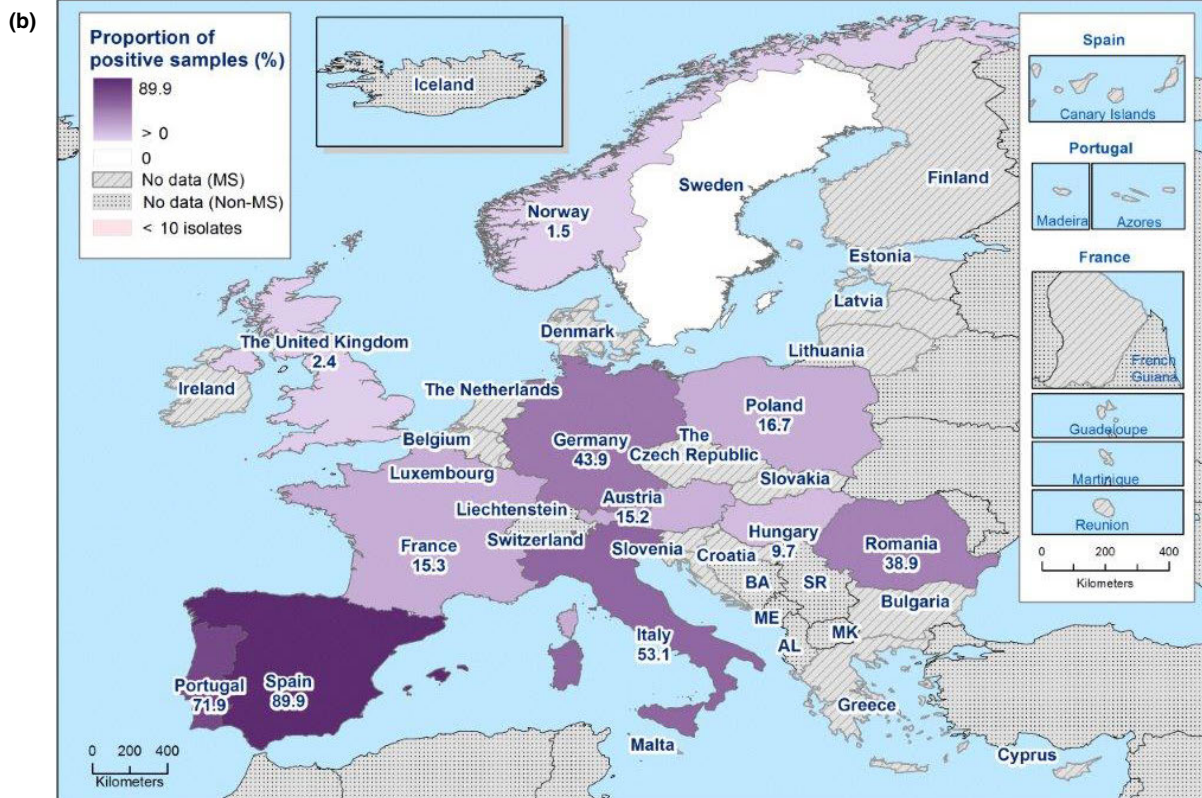 (b)
Proportion of
positive samples (%)
89.9
> 0
0
No data (MS)
No data (Non-MS)
< 10 isolates
Iceland
Norway
1.5
Sweden
Finland
Estonia
Latvia
Lithuania
Denmark
The United Kingdom
2.4
Ireland
The Netherlands
Belgium
Luxembourg
Germany
43.9
Poland
16.7
The
Czech Republic
Slovakia
Liechtenstein
Switzerland
Austria
15.2
Hungary
9.7
Slovenia
Croatia
Romania
38.9
France
15.3
BA
SR
Bulgaria
ME
MK
AL
Italy
53.1
Portugal
71.9
Spain
89.9
Greece
Malta
Cyprus
0 200 400
Kilometers
Spain
Canary Islands
Portugal
Madeira
Azores
France
French
Guiana
Guadeloupe
Martinique
Reunion
0 200 400
Kilometers